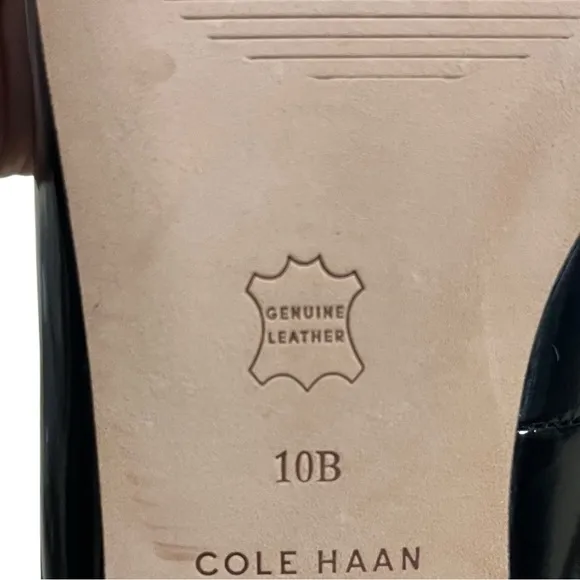 GENUINE
LEATHER
10B
COLE HAAN